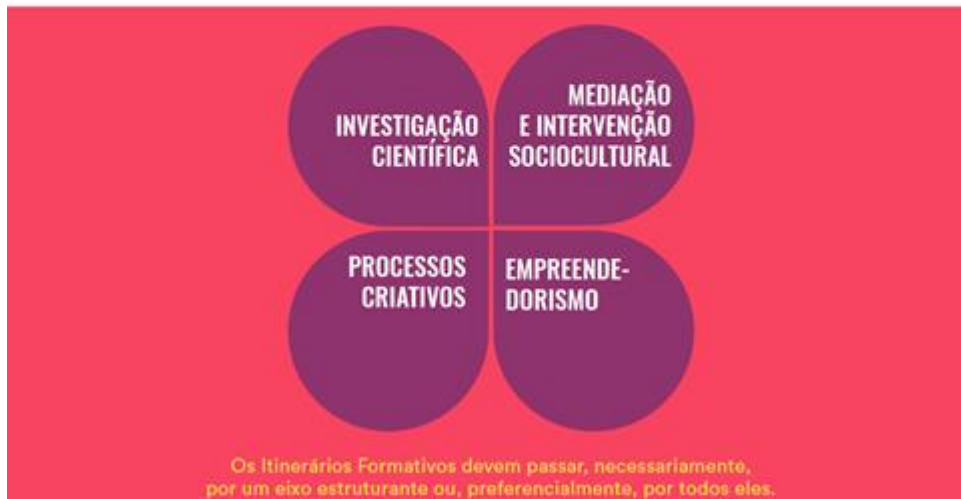 INVESTIGAÇÃO
CIENTÍFICA
MEDIAÇÃO
E INTERVENÇÃO
SOCIOCULTURAL
PROCESSOS
CRIATIVOS
EMPREENDE-
DORISMO
Os Itinerários Formativos devem passar, necessariamente,
por um eixo estruturante ou, preferencialmente, por todos eles.